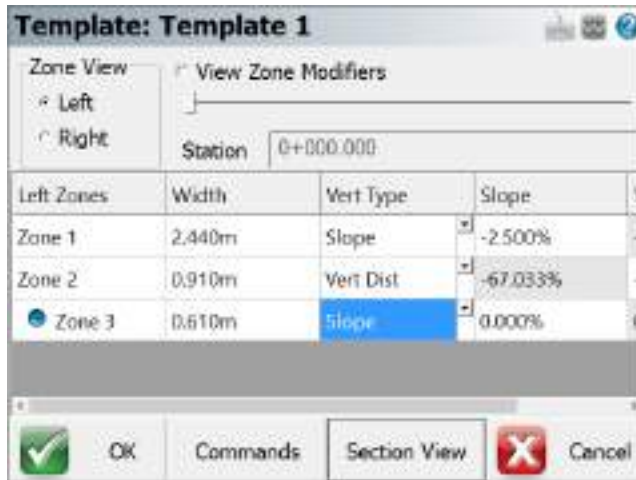 Template: Template 1
Zone View
View Zone Modifiers
Left
Right
Station 0+000.000
Left Zones Width Vert Type Slope
Zone 1 2.440m Slope -2.500%
Zone 2 0.910m Vert Dist -67.033%
Zone 3 0.610m Slope 0.000%
OK Commands Section View Cancel